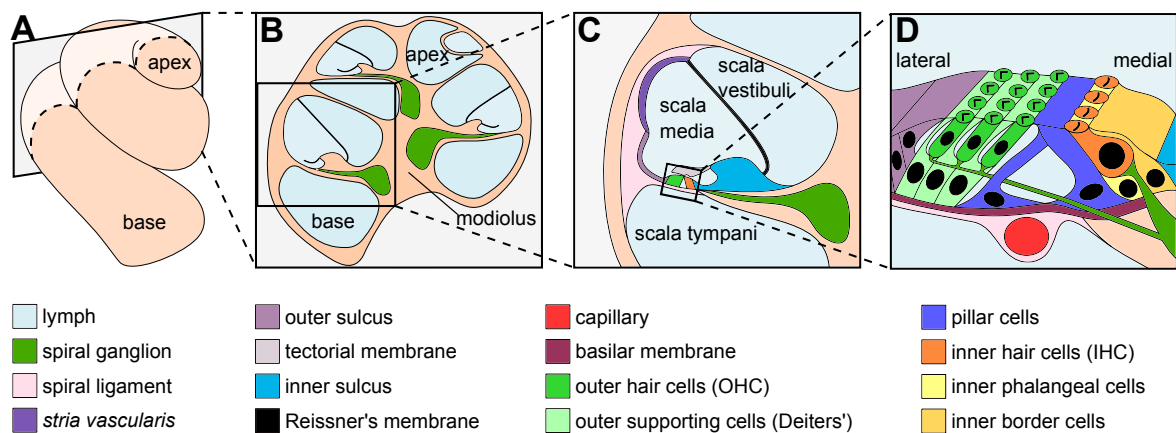 A
apex
base
B
apex
base
modiolus
C
scala
vestibuli
scala
media
scala tympani
D
lateral
medial
lymph
spiral ganglion
spiral ligament
stria vascularis
outer sulcus
tectorial membrane
inner sulcus
Reissner's membrane
capillary
basilar membrane
outer hair cells (OHC)
outer supporting cells (Deiters')
pillar cells
inner hair cells (IHC)
inner phalangeal cells
inner border cells